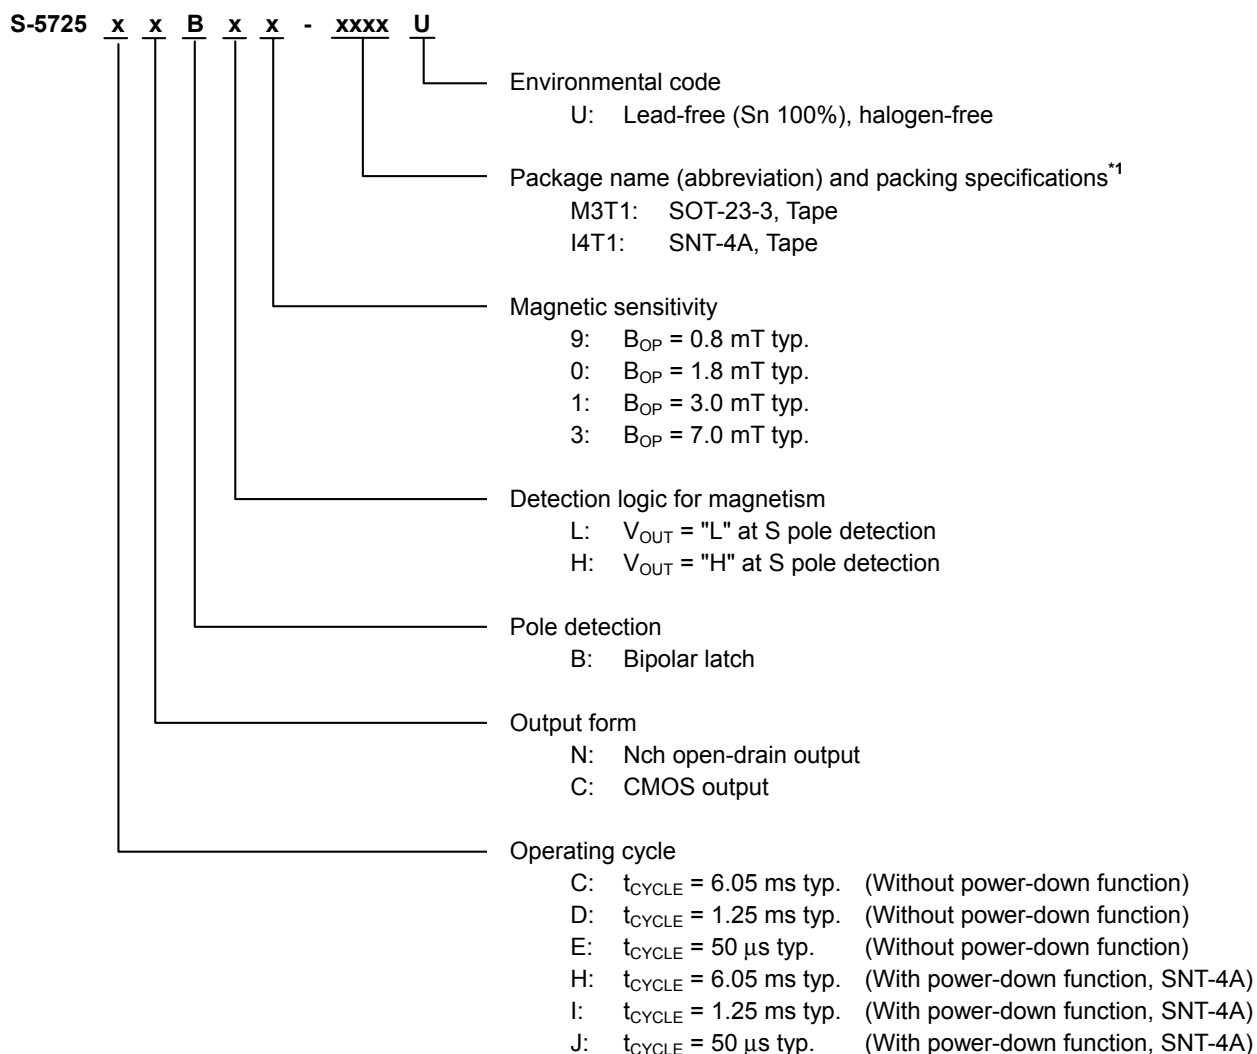 S-5725 x x B x x - xxxx U
Environmental code
U: Lead-free (Sn 100%), halogen-free
Package name (abbreviation) and packing specifications*1
M3T1: SOT-23-3, Tape
I4T1: SNT-4A, Tape
Magnetic sensitivity
9: BOP = 0.8 mT typ.
0: BOP = 1.8 mT typ.
1: BOP = 3.0 mT typ.
3: BOP = 7.0 mT typ.
Detection logic for magnetism
L: VOUT = "L" at S pole detection
H: VOUT = "H" at S pole detection
Pole detection
B: Bipolar latch
Output form
N: Nch open-drain output
C: CMOS output
Operating cycle
C: tCYCLE = 6.05 ms typ. (Without power-down function)
D: tCYCLE = 1.25 ms typ. (Without power-down function)
E: tCYCLE = 50 μs typ. (Without power-down function)
H: tCYCLE = 6.05 ms typ. (With power-down function, SNT-4A)
I: tCYCLE = 1.25 ms typ. (With power-down function, SNT-4A)
J: tCYCLE = 50 μs typ. (With power-down function, SNT-4A)